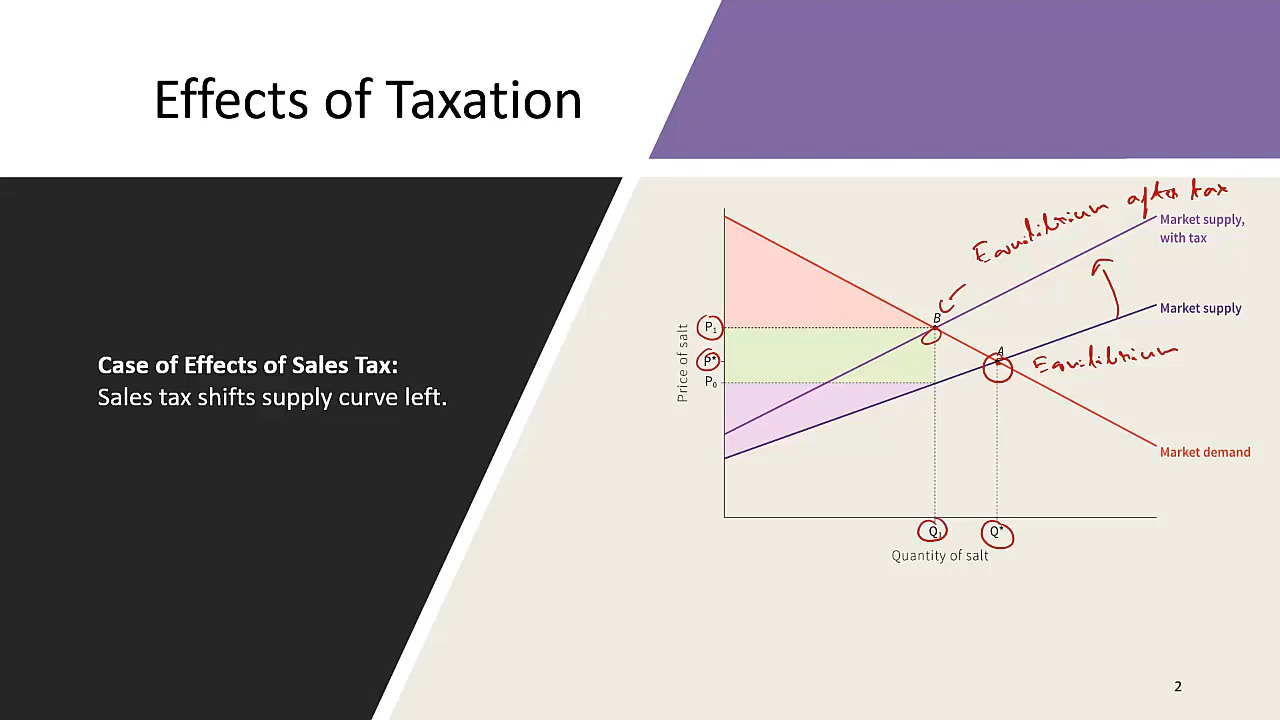 Effects of Taxation
Case of Effects of Sales Tax:
Sales tax shifts supply curve left.
Equilibrium after tax
Market supply,
with tax
Market supply
B
P₁
A
Equilibrium
P*
P₀
Price of salt
Market demand
Q₁ Q*
Quantity of salt
2